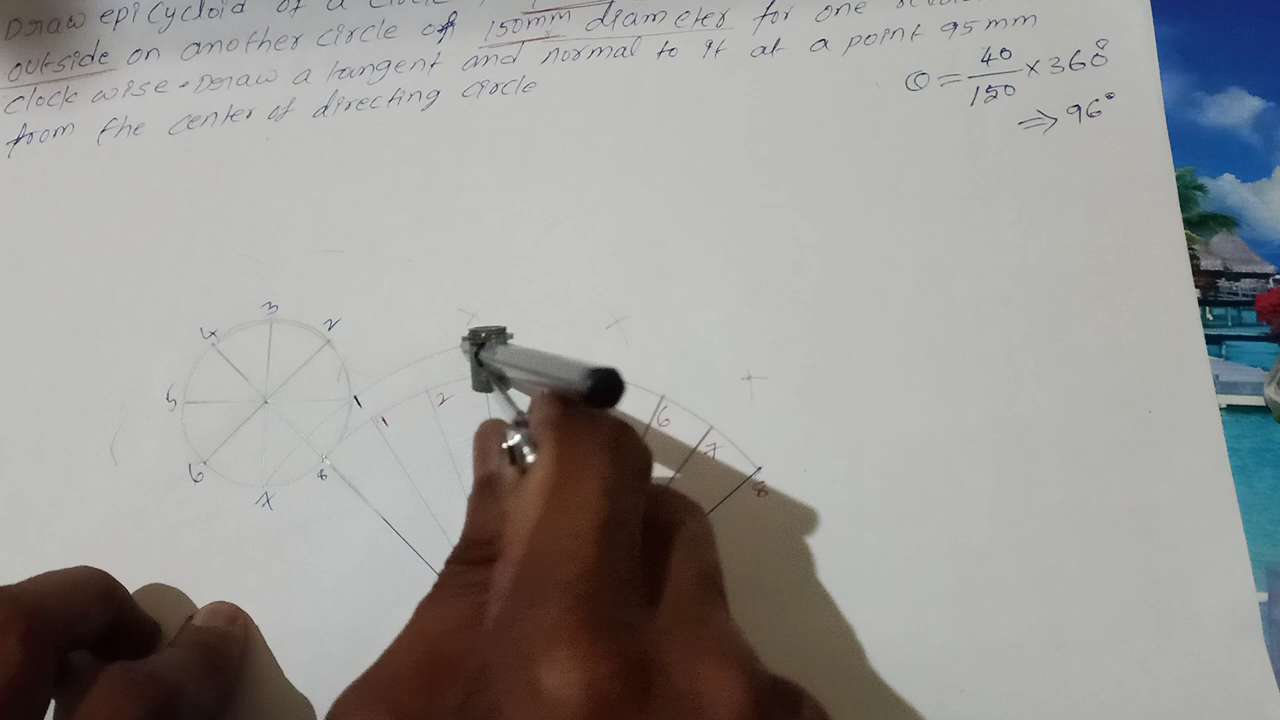 Draw epicycloid of a circle
outside on another circle of 150mm diameter for one
clock wise. Draw a tangent and normal to it at a point 95mm
from the center of directing circle
Θ = 40/150 × 360°
⇒ 96°
3
4 2
5 1
6 8
7
1 2 6 7 8